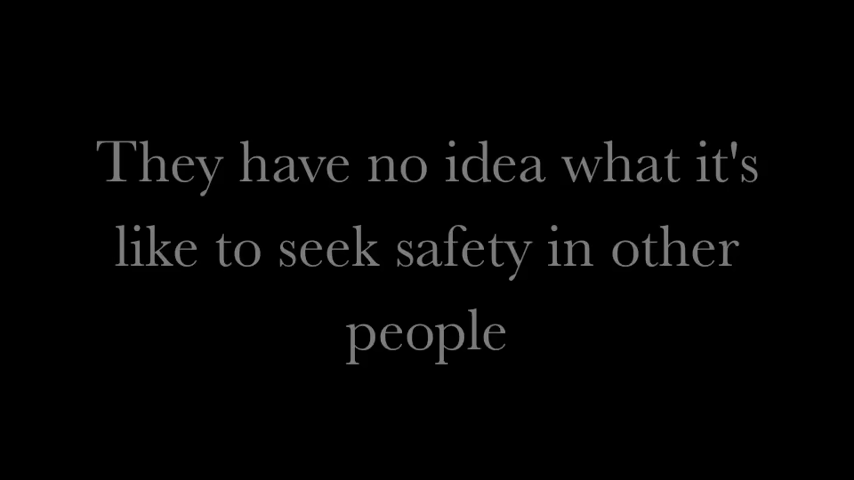 They have no idea what it's
like to seek safety in other
people